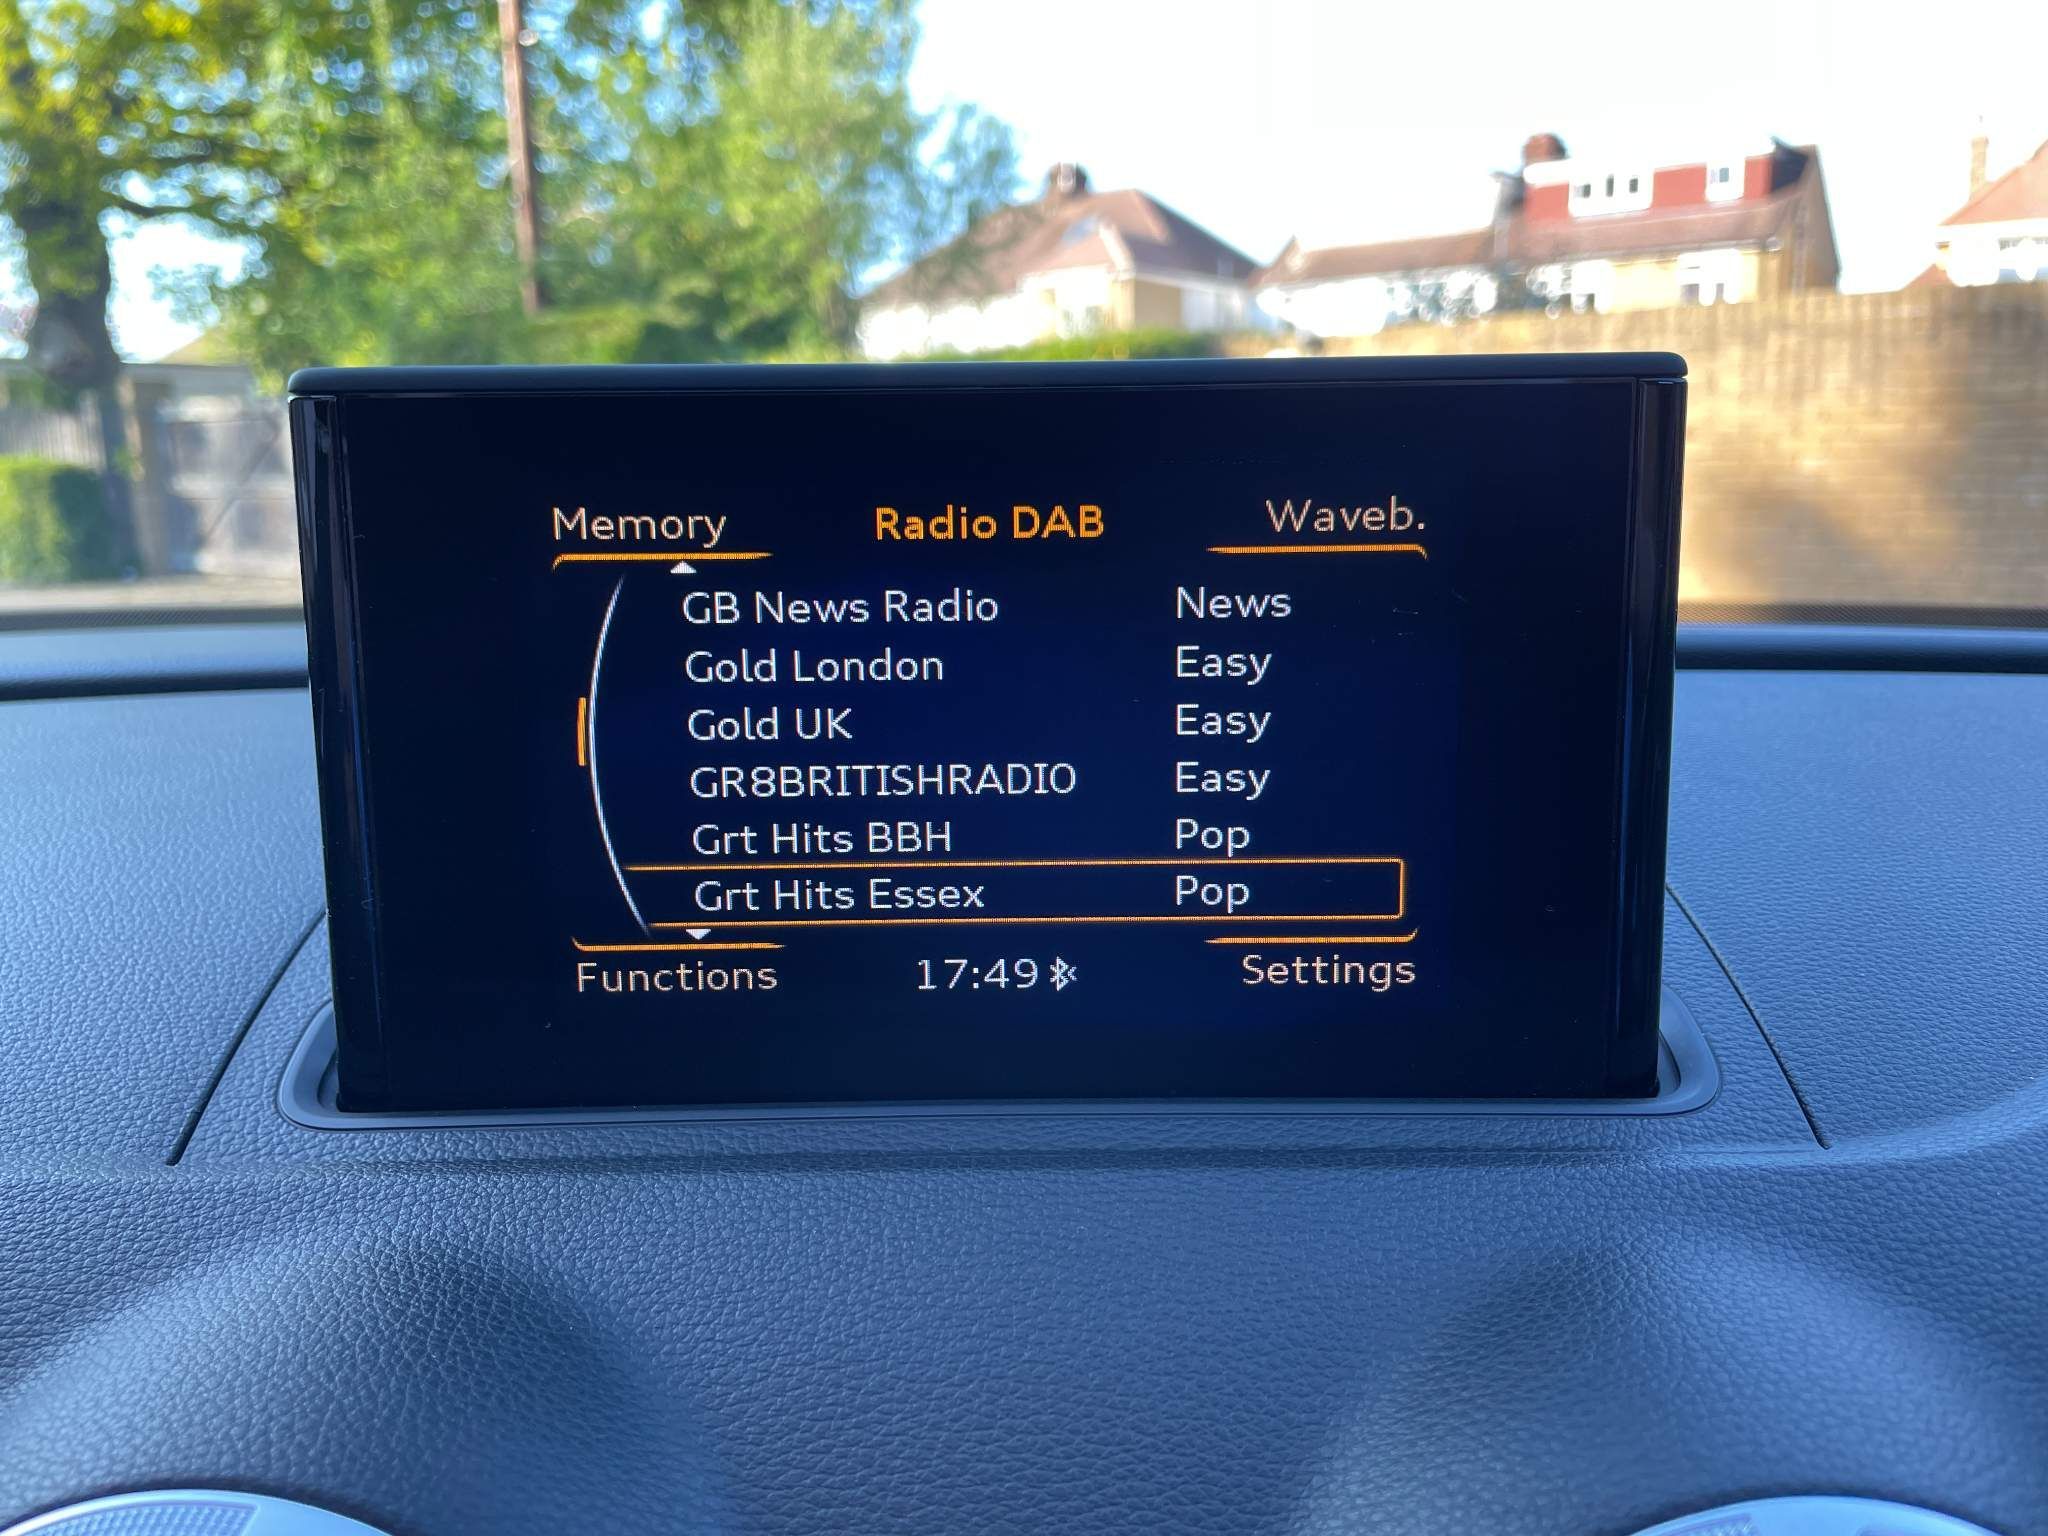 Memory Radio DAB Waveb.
GB News Radio News
Gold London Easy
Gold UK Easy
GR8BRITISHRADIO Easy
Grt Hits BBH Pop
Grt Hits Essex Pop
Functions 17:49 Settings